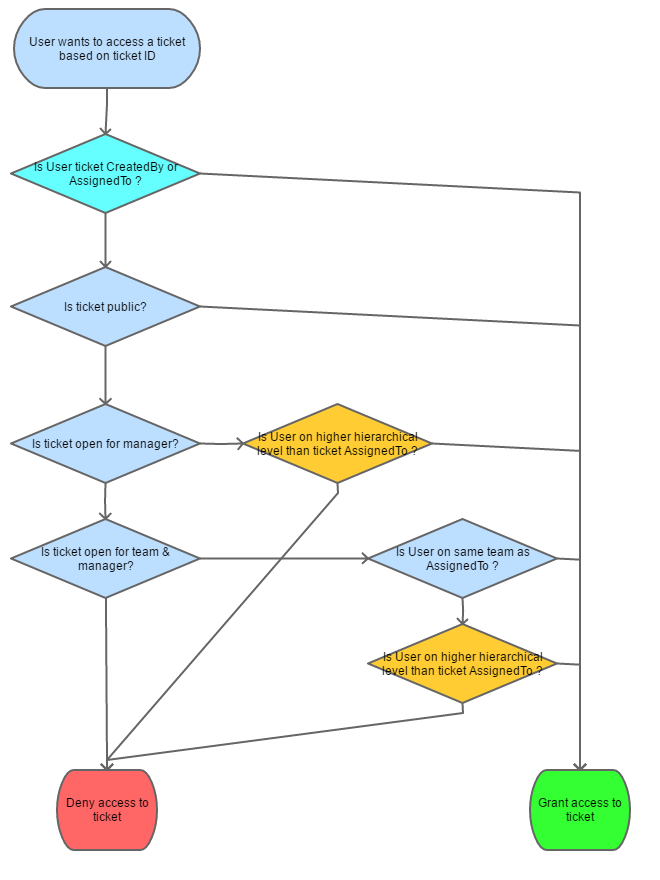 User wants to access a ticket
based on ticket ID
Is User ticket CreatedBy or
AssignedTo ?
Is ticket public?
Is ticket open for manager?
Is User on higher hierarchical
level than ticket AssignedTo ?
Is ticket open for team &
manager?
Is User on same team as
AssignedTo ?
Is User on higher hierarchical
level than ticket AssignedTo ?
Deny access to
ticket
Grant access to
ticket